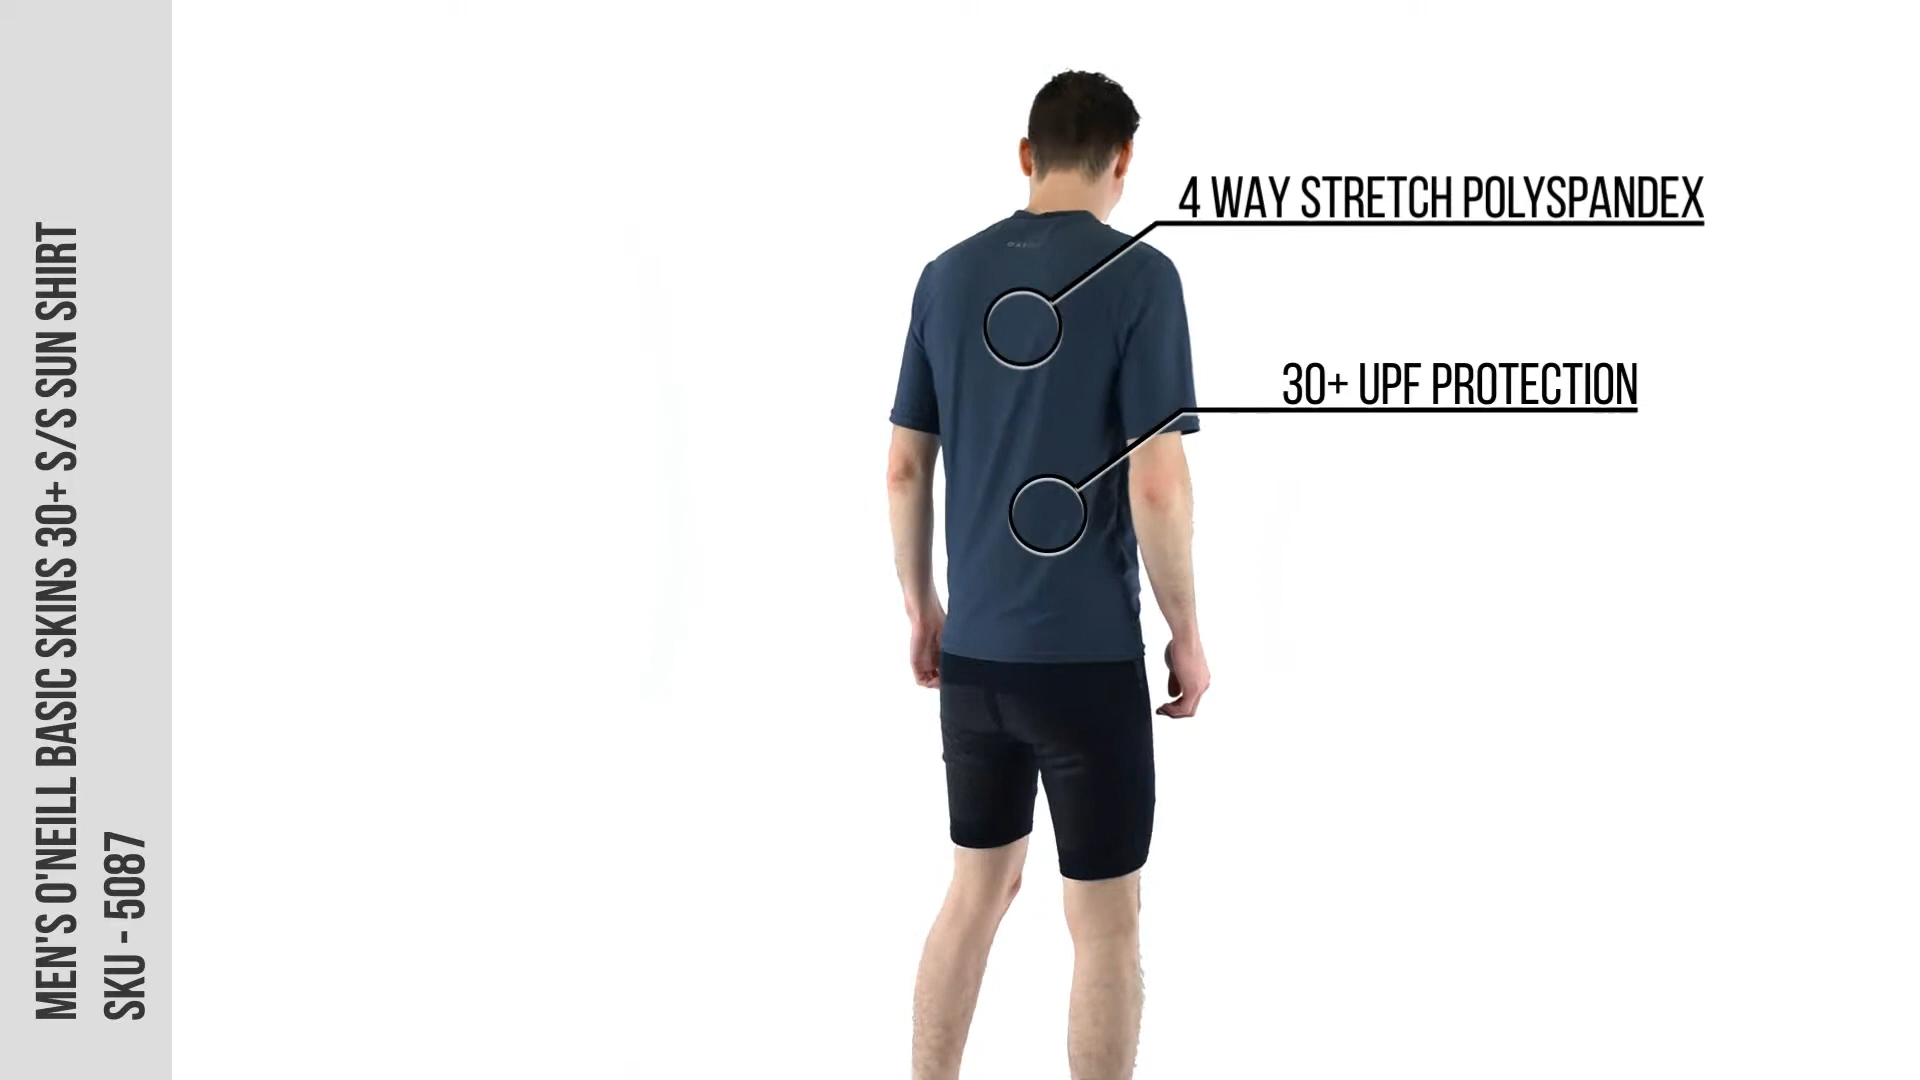 MEN'S O'NEILL BASIC SKINS 30+ S/S SUN SHIRT
SKU - 5087
4 WAY STRETCH POLYSPANDEX
30+ UPF PROTECTION